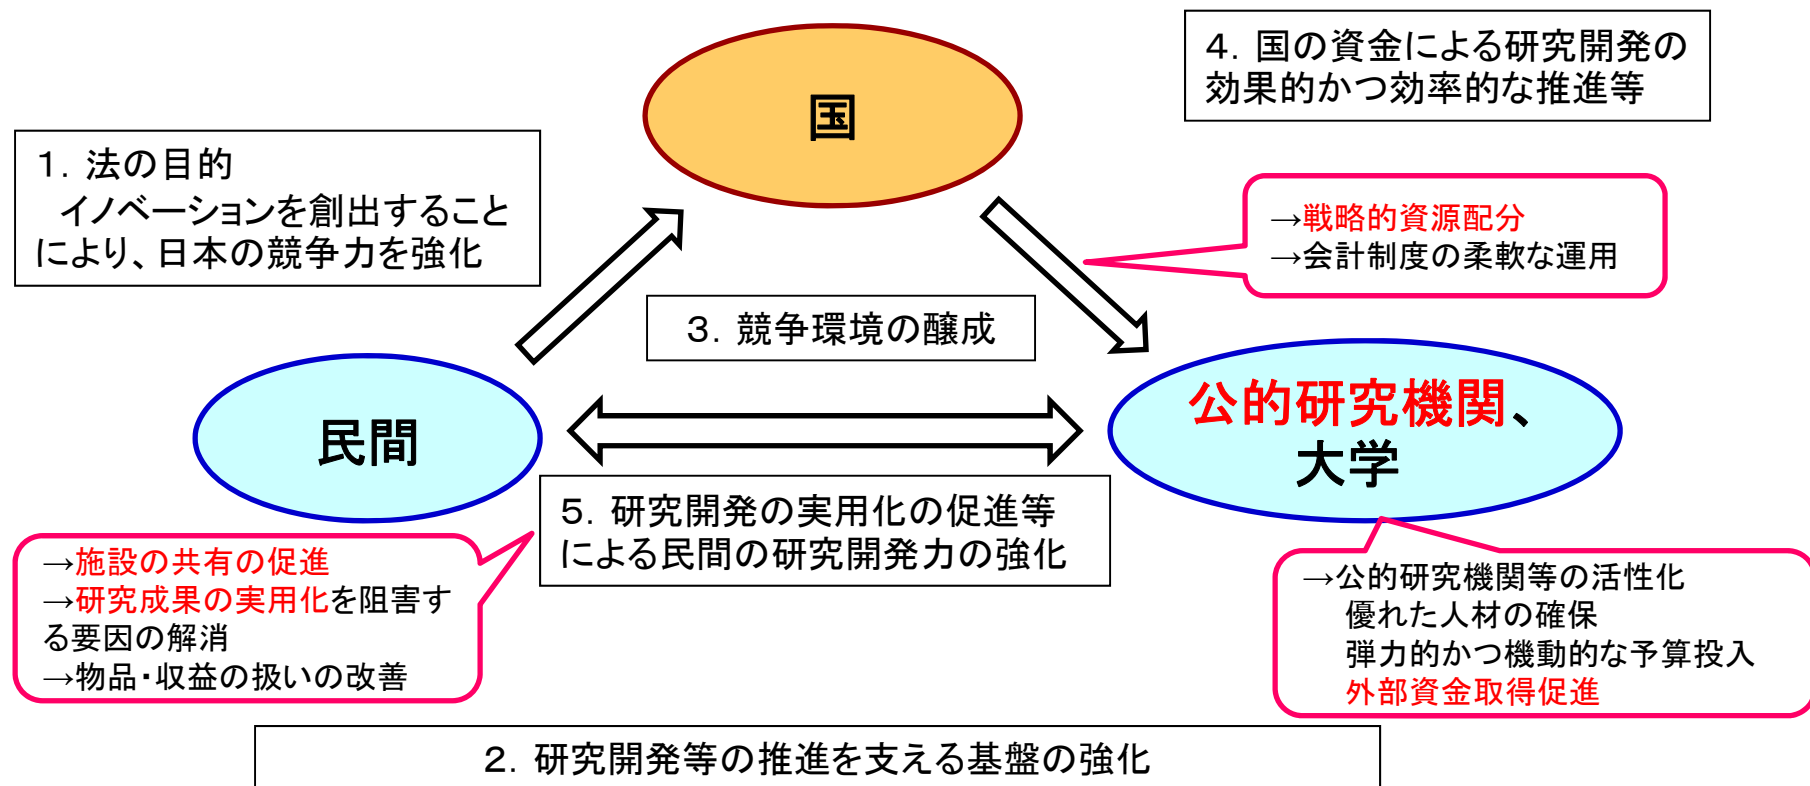 国
4．国の資金による研究開発の
効果的かつ効率的な推進等
1．法の目的
イノベーションを創出すること
により、日本の競争力を強化
→戦略的資源配分
→会計制度の柔軟な運用
3．競争環境の醸成
民間
公的研究機関、
大学
5．研究開発の実用化の促進等
による民間の研究開発力の強化
→施設の共有の促進
→研究成果の実用化を阻害す
る要因の解消
→物品・収益の扱いの改善
→公的研究機関等の活性化
優れた人材の確保
弾力的かつ機動的な予算投入
外部資金取得促進
2．研究開発等の推進を支える基盤の強化